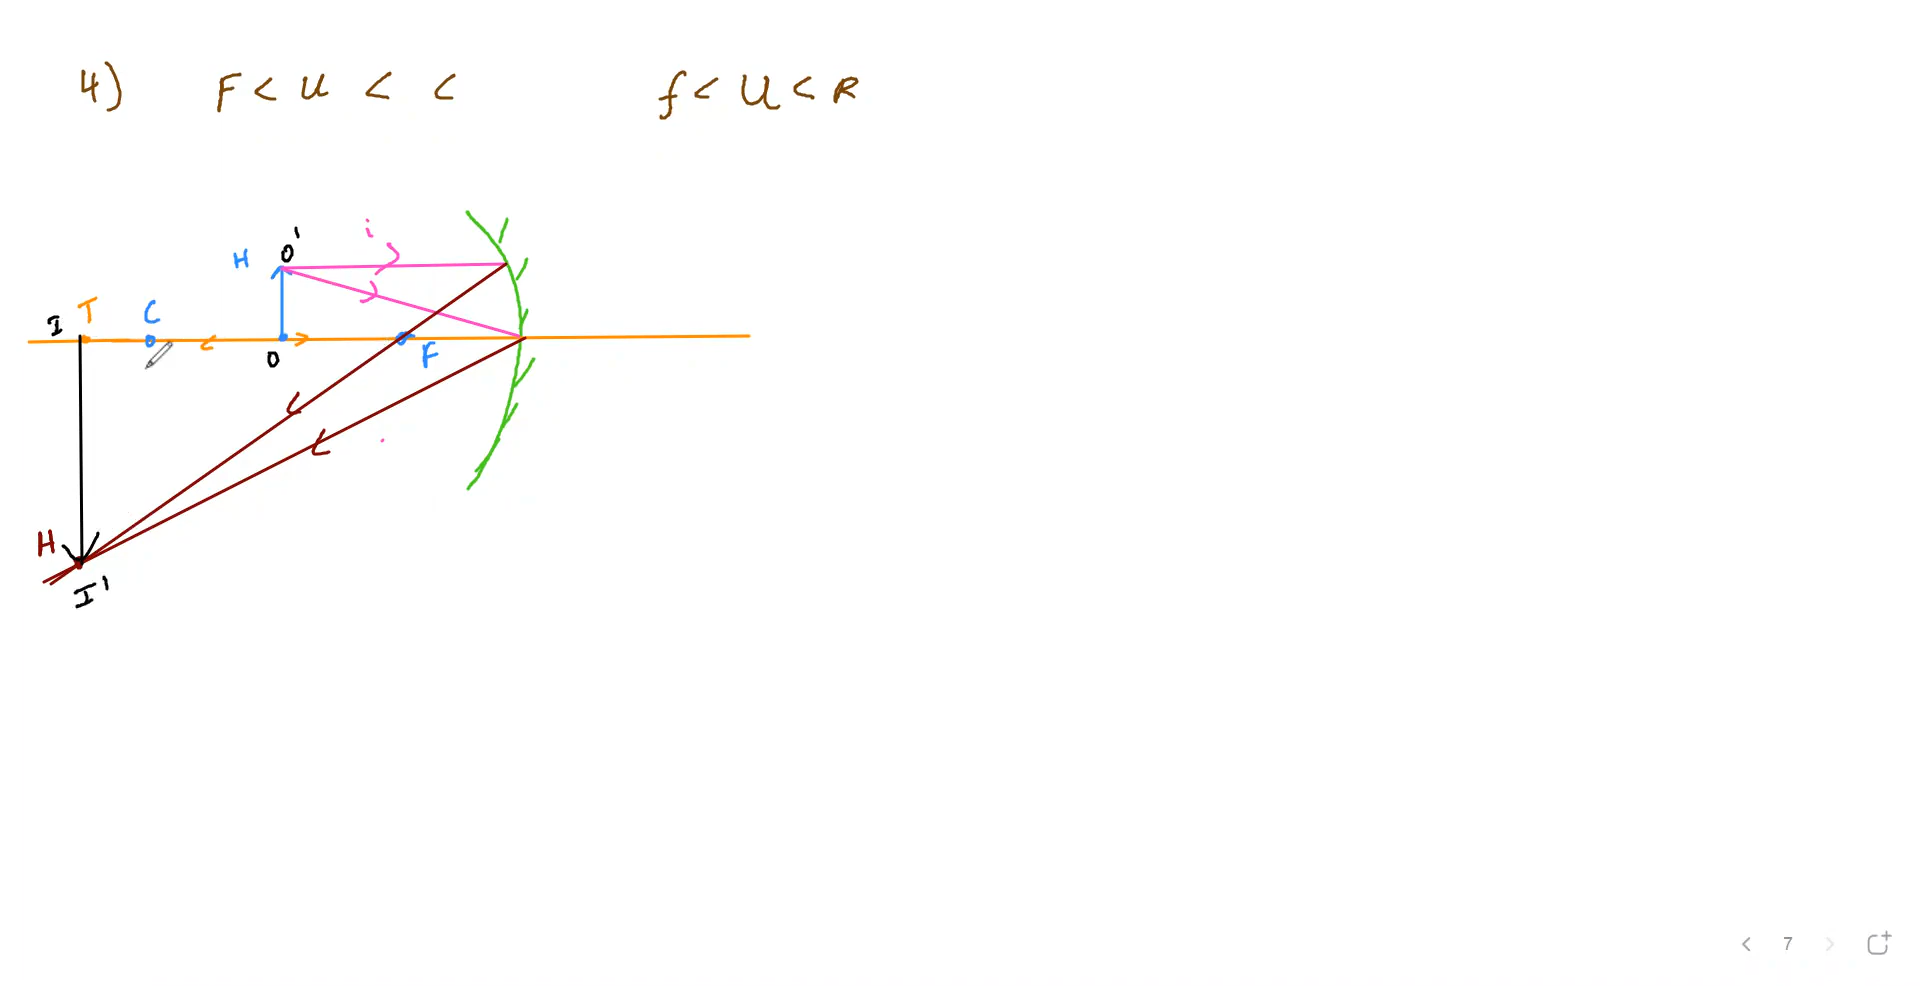 4) F < u < C f < u < R
i
H O'
I T C
O F
H
I'
7